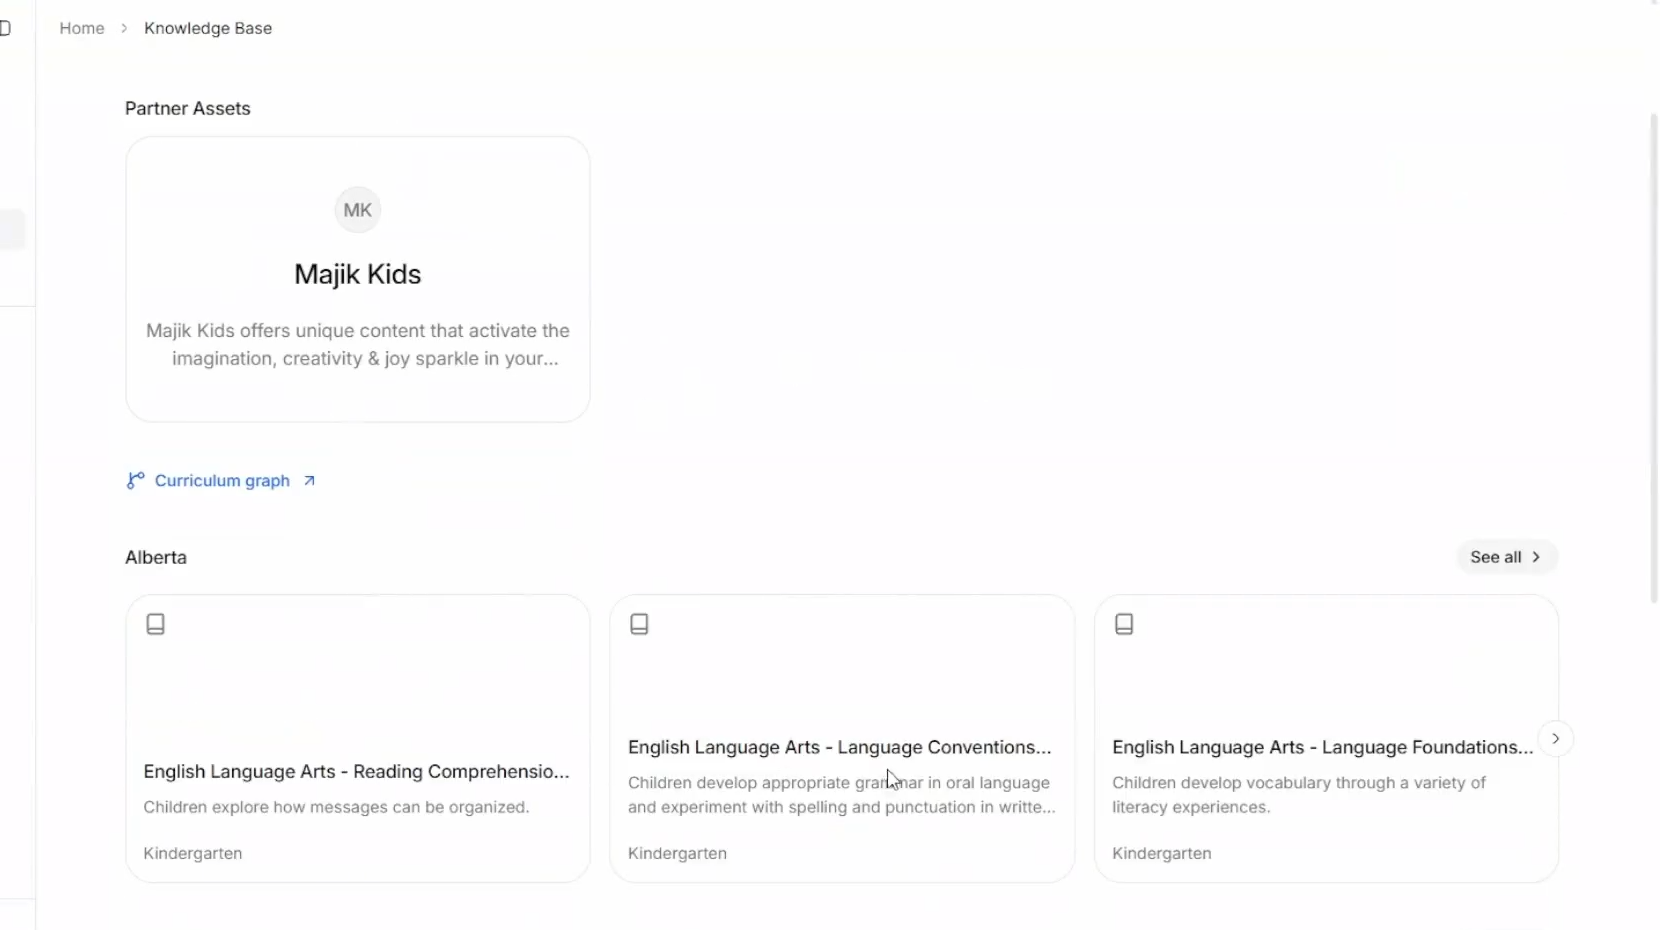 Home > Knowledge Base
Partner Assets
MK
Majik Kids
Majik Kids offers unique content that activate the
imagination, creativity & joy sparkle in your...
Curriculum graph
Alberta
See all
English Language Arts - Reading Comprehensio...
Children explore how messages can be organized.
Kindergarten
English Language Arts - Language Conventions...
Children develop appropriate grammar in oral language
and experiment with spelling and punctuation in writte...
Kindergarten
English Language Arts - Language Foundations...
Children develop vocabulary through a variety of
literacy experiences.
Kindergarten